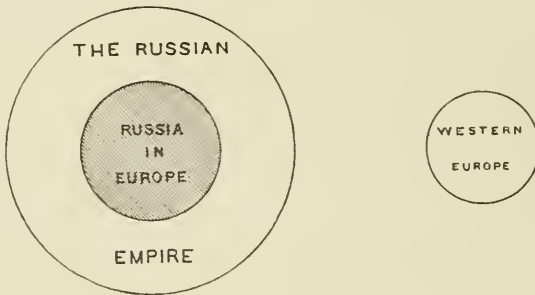 THE RUSSIAN
RUSSIA
IN
EUROPE
EMPIRE
WESTERN
EUROPE